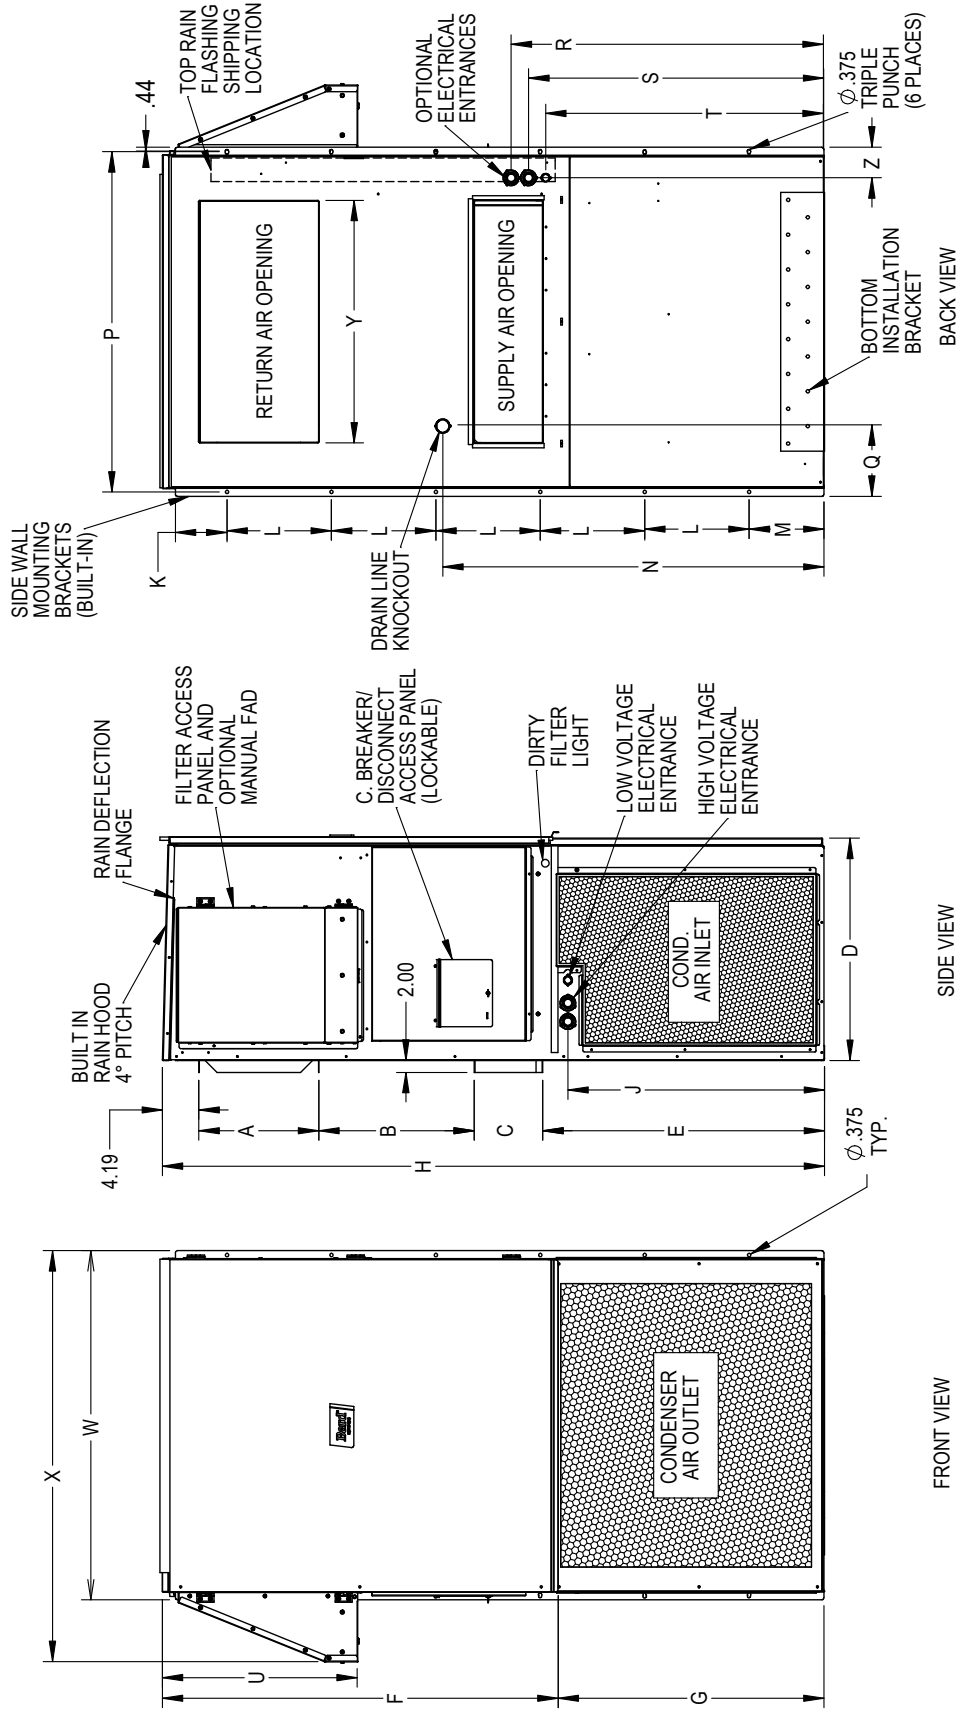 FRONT VIEW
X
W
U
F
G
CONDENSER
AIR OUTLET
Bard
Ø.375
TYP.
SIDE VIEW
4.19
BUILT IN
RAIN HOOD
4° PITCH
RAIN DEFLECTION
FLANGE
FILTER ACCESS
PANEL AND
OPTIONAL
MANUAL FAD
C. BREAKER/
DISCONNECT
ACCESS PANEL
(LOCKABLE)
DIRTY
FILTER
LIGHT
LOW VOLTAGE
ELECTRICAL
ENTRANCE
HIGH VOLTAGE
ELECTRICAL
ENTRANCE
COND.
AIR INLET
2.00
A
B
C
E
H
J
D
BACK VIEW
SIDE WALL
MOUNTING
BRACKETS
(BUILT-IN)
P
.44
TOP RAIN
FLASHING
SHIPPING
LOCATION
RETURN AIR OPENING
Y
OPTIONAL
ELECTRICAL
ENTRANCES
SUPPLY AIR OPENING
K
L
L
L
L
L
M
N
DRAIN LINE
KNOCKOUT
Q
R
S
T
Z
Ø.375
TRIPLE
PUNCH
(6 PLACES)
BOTTOM
INSTALLATION
BRACKET